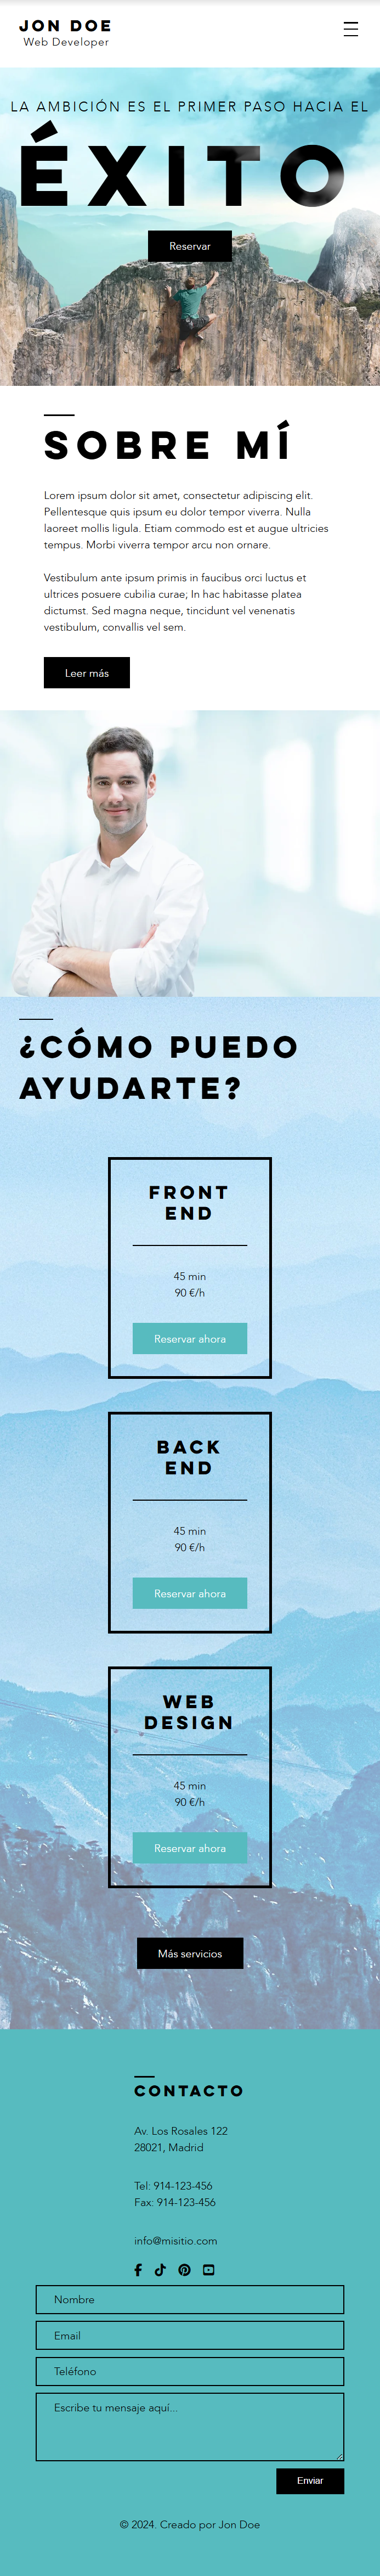 JON DOE
Web Developer
LA AMBICIÓN ES EL PRIMER PASO HACIA EL
ÉXITO
Reservar
SOBRE MÍ
Lorem ipsum dolor sit amet, consectetur adipiscing elit.
Pellentesque quis ipsum eu dolor tempor viverra. Nulla
laoreet mollis ligula. Etiam commodo est et augue ultricies
tempus. Morbi viverra tempor arcu non ornare.
Vestibulum ante ipsum primis in faucibus orci luctus et
ultrices posuere cubilia curae; In hac habitasse platea
dictumst. Sed magna neque, tincidunt vel venenatis
vestibulum, convallis vel sem.
Leer más
¿CÓMO PUEDO
AYUDARTE?
FRONT
END
45 min
90 €/h
Reservar ahora
BACK
END
45 min
90 €/h
Reservar ahora
WEB
DESIGN
45 min
90 €/h
Reservar ahora
Más servicios
CONTACTO
Av. Los Rosales 122
28021, Madrid
Tel: 914-123-456
Fax: 914-123-456
info@misitio.com
Nombre
Email
Teléfono
Escribe tu mensaje aquí...
Enviar
© 2024. Creado por Jon Doe